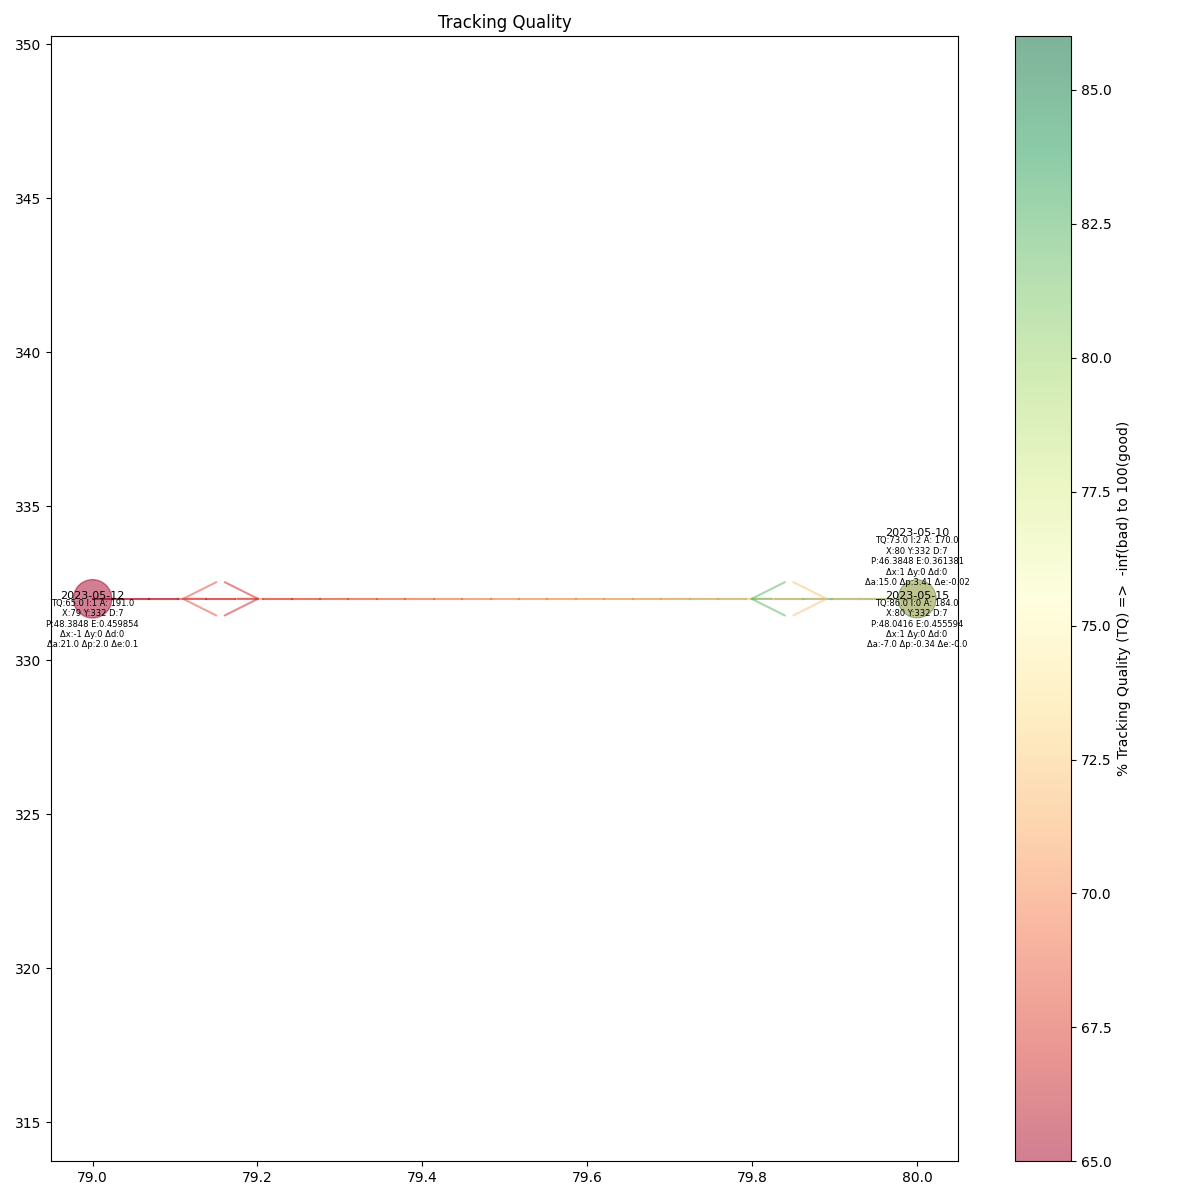 Tracking Quality
350
345
340
335
330
325
320
315
2023-05-12
TQ:65.0 I:1 A: 191.0
X:79 Y:332 D:7
P:48.3848 E:0.459854
Δx:-1 Δy:0 Δd:0
Δa:21.0 Δp:2.0 Δe:0.1
2023-05-10
TQ:73.0 I:2 A: 170.0
X:80 Y:332 D:7
P:46.3848 E:0.361381
Δx:1 Δy:0 Δd:0
Δa:15.0 Δp:3.41 Δe:-0.02
2023-05-15
TQ:86.0 I:0 A: 184.0
X:80 Y:332 D:7
P:48.0416 E:0.455594
Δx:1 Δy:0 Δd:0
Δa:-7.0 Δp:-0.34 Δe:-0.0
79.0
79.2
79.4
79.6
79.8
80.0
85.0
82.5
80.0
77.5
75.0
72.5
70.0
67.5
65.0
% Tracking Quality (TQ) => -inf(bad) to 100(good)